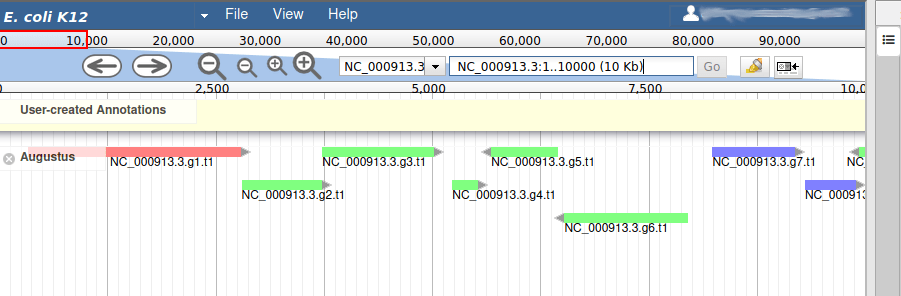 E. coli K12 File View Help
0 10,000 20,000 30,000 40,000 50,000 60,000 70,000 80,000 90,000
NC_000913.3 NC_000913.3:1..10000 (10 Kb) Go
0 2,500 5,000 7,500 10,0
User-created Annotations
Augustus
NC_000913.3.g1.t1 NC_000913.3.g3.t1 NC_000913.3.g5.t1 NC_000913.3.g7.t1 NC_
NC_000913.3.g2.t1 NC_000913.3.g4.t1 NC_000913
NC_000913.3.g6.t1